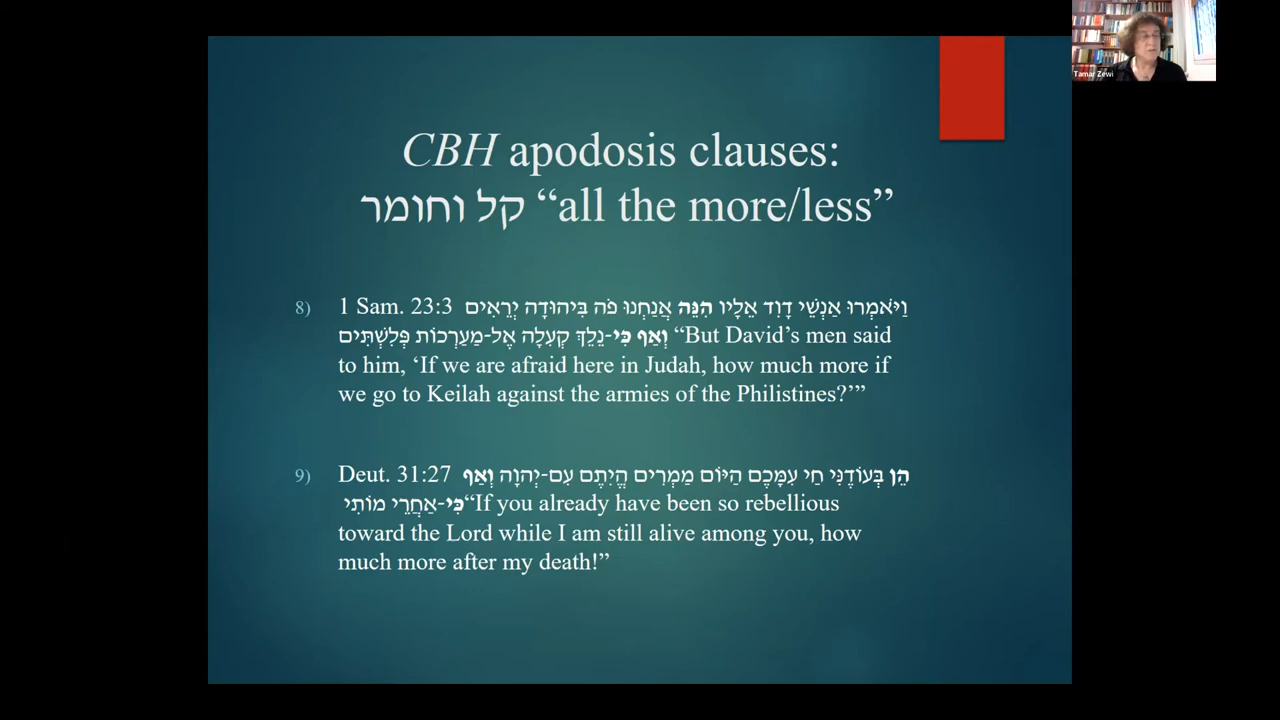 CBH apodosis clauses:
קל וחומר “all the more/less”
8) 1 Sam. 23:3 וַיֹּאמְרוּ אַנְשֵׁי דָוִד אֵלָיו הִנֵּה אֲנַחְנוּ פֹה בִּיהוּדָה יְרֵאִים
וְאַף כִּי-נֵלֵךְ קְעִלָה אֶל-מַעַרְכוֹת פְּלִשְׁתִּים “But David’s men said
to him, ‘If we are afraid here in Judah, how much more if
we go to Keilah against the armies of the Philistines?’”
9) Deut. 31:27 הֵן בְּעוֹדֶנִּי חַי עִמָּכֶם הַיּוֹם מַמְרִים הֱיִתֶם עִם-יְהוָה וְאַף
כִּי-אַחֲרֵי מוֹתִי “If you already have been so rebellious
toward the Lord while I am still alive among you, how
much more after my death!”
Tamar Zewi